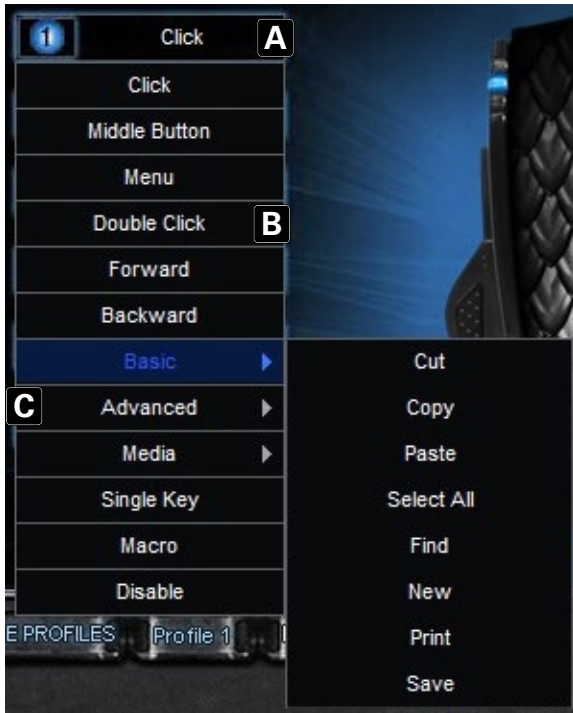 1 Click A
Click
Middle Button
Menu
Double Click B
Forward
Backward
Basic
C Advanced
Media
Single Key
Macro
Disable
Cut
Copy
Paste
Select All
Find
New
Print
Save
E PROFILES Profile 1